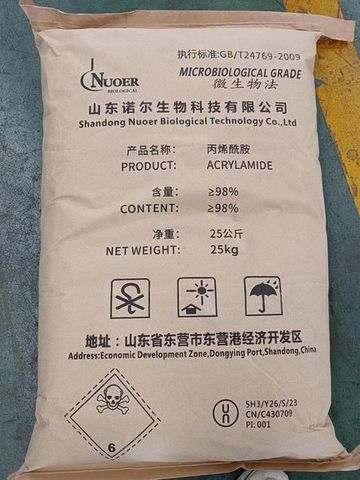 执行标准:GB/T24769-2009
NUOER
BIOLOGICAL
MICROBIOLOGICAL GRADE
微生物法
山东诺尔生物科技有限公司
Shandong Nuoer Biological Technology Co.,Ltd
产品名称: 丙烯酰胺
PRODUCT: ACRYLAMIDE
含量: ≥98%
CONTENT: ≥98%
净重: 25公斤
NET WEIGHT: 25kg
地址:山东省东营市东营港经济开发区
Address:Economic Development Zone,Dongying Port,Shandong,China
6
un
5H3/Y26/S/23
CN/C430709
PI: 001